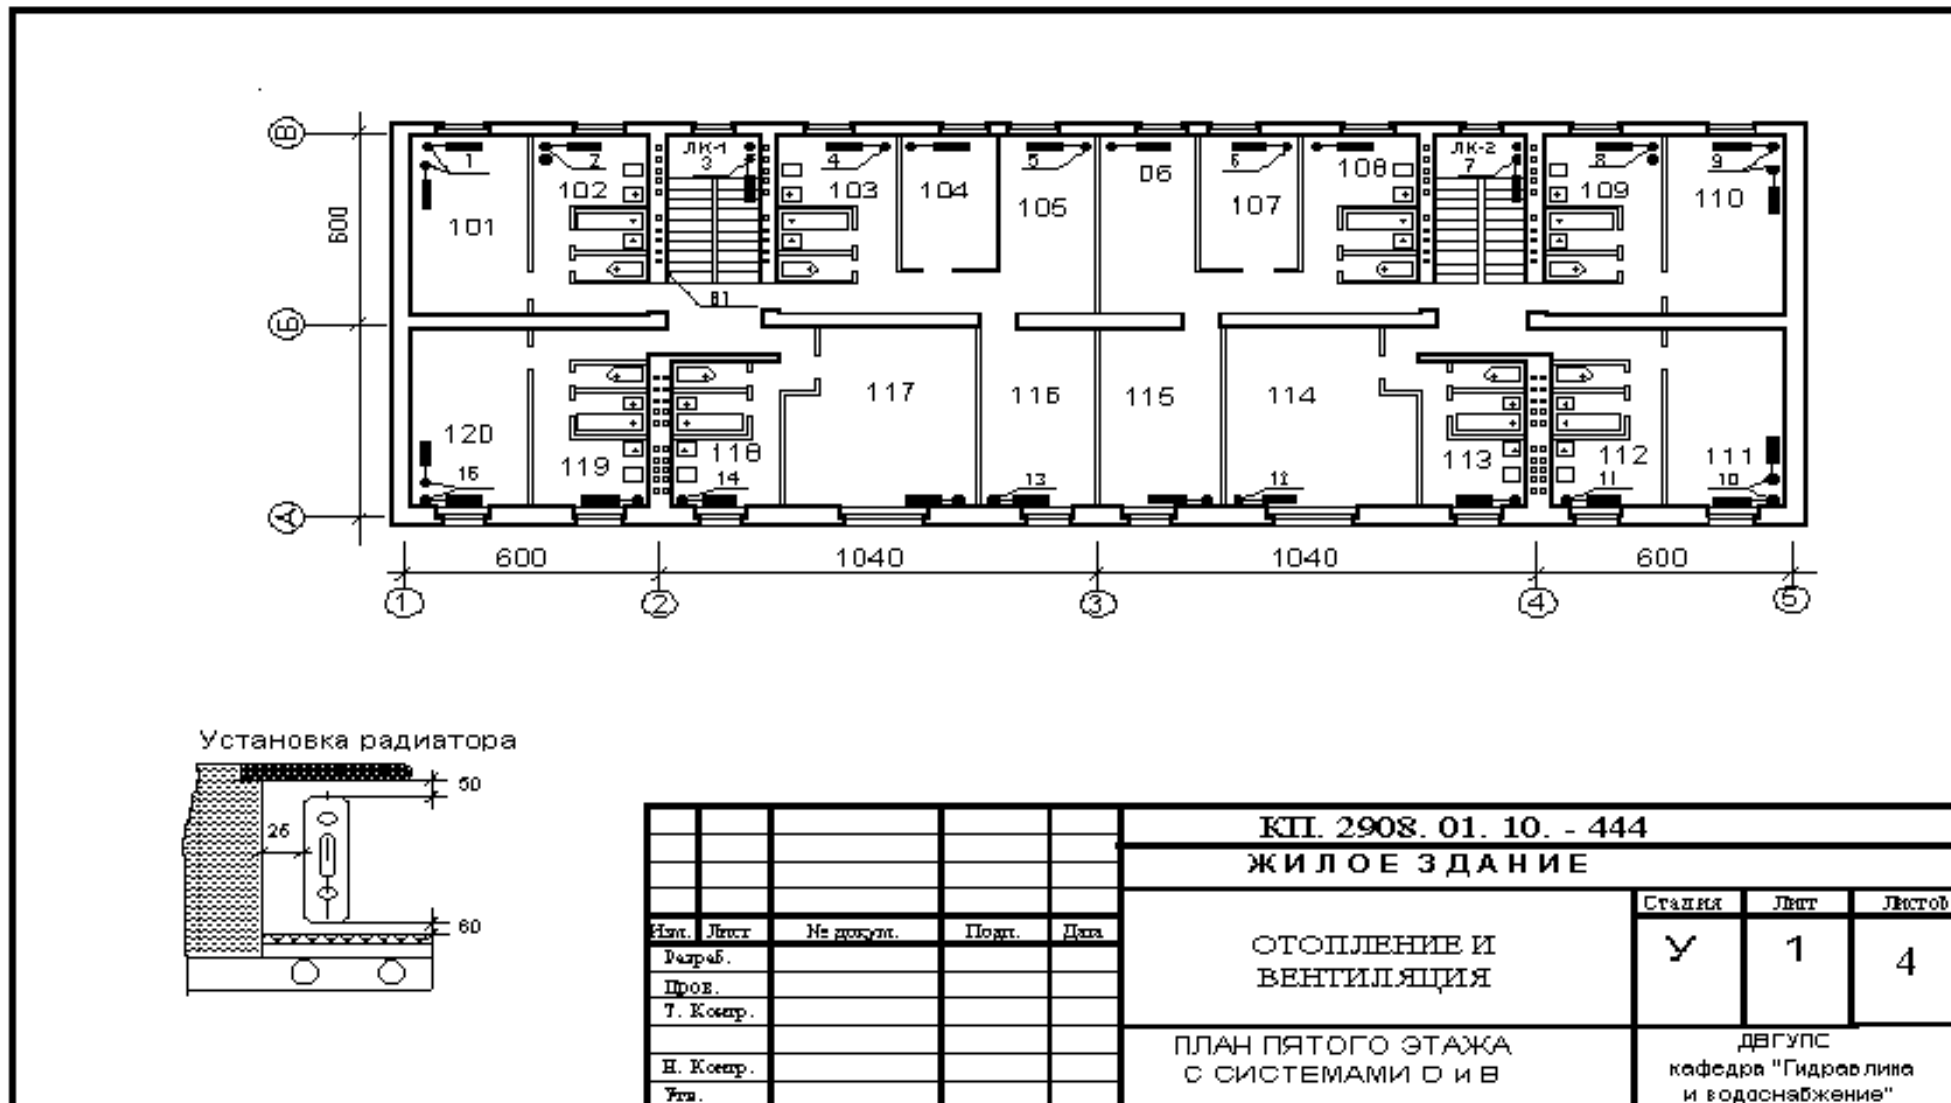 В
1
2
ЛК-1
3
4
5
6
ЛК-2
7
8
9
102
103
104
105
06
107
108
109
110
101
600
В1
Б
117
116
115
114
120
119
118
113
112
111
15
14
13
12
11
10
А
600
1040
1040
600
1
2
3
4
5
Установка радиатора
50
25
60
КП. 2908. 01. 10. - 444
ЖИЛОЕ ЗДАНИЕ
Стадия Лист Листов
Изм. Лист № докум. Подп. Дата
ОТОПЛЕНИЕ И
ВЕНТИЛЯЦИЯ
У 1 4
Разраб.
Пров.
Т. Контр.
Н. Контр.
Утв.
ПЛАН ПЯТОГО ЭТАЖА
С СИСТЕМАМИ О и В
ДВГУПС
кафедра "Гидравлика
и водоснабжение"